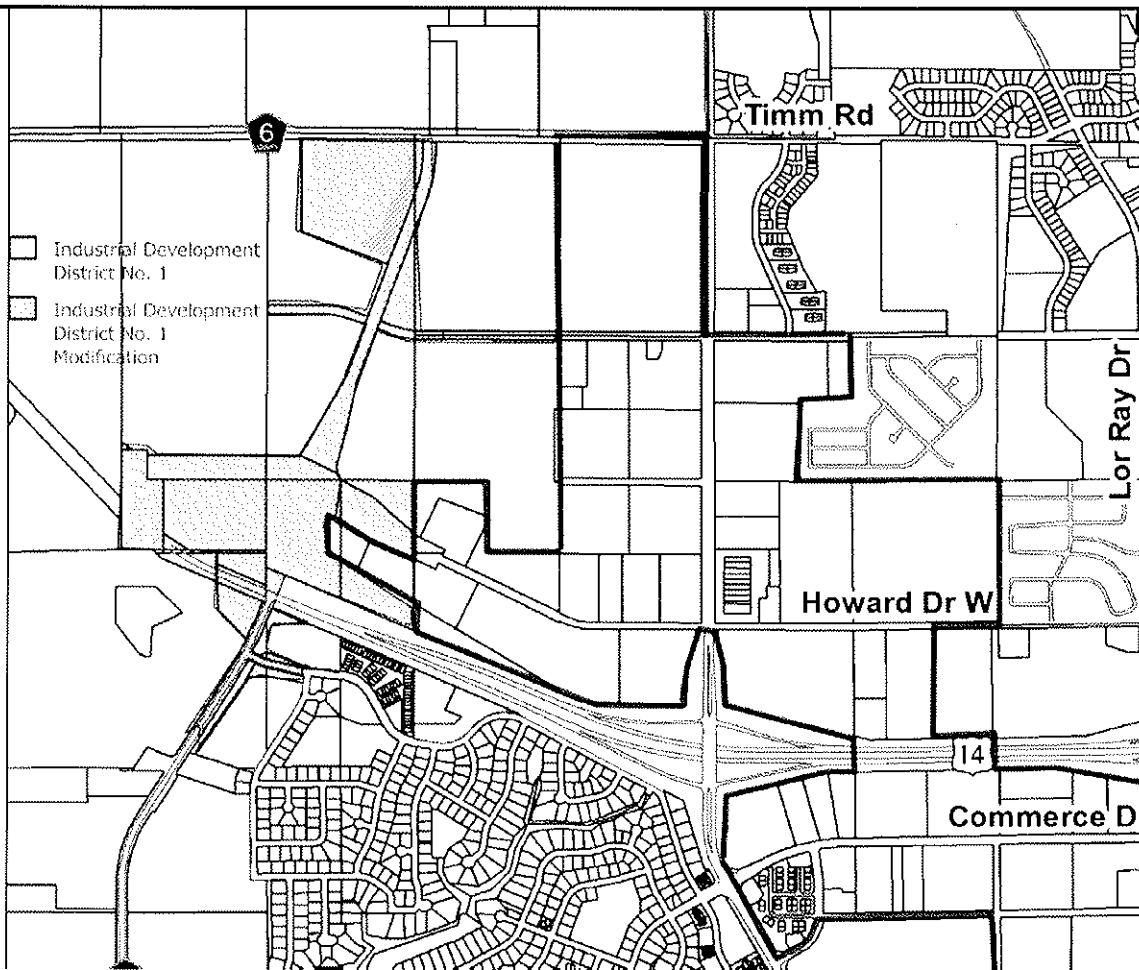 Timm Rd
6
Industrial Development
District No. 1
Industrial Development
District No. 1
Modification
Lor Ray Dr
Howard Dr W
14
Commerce D